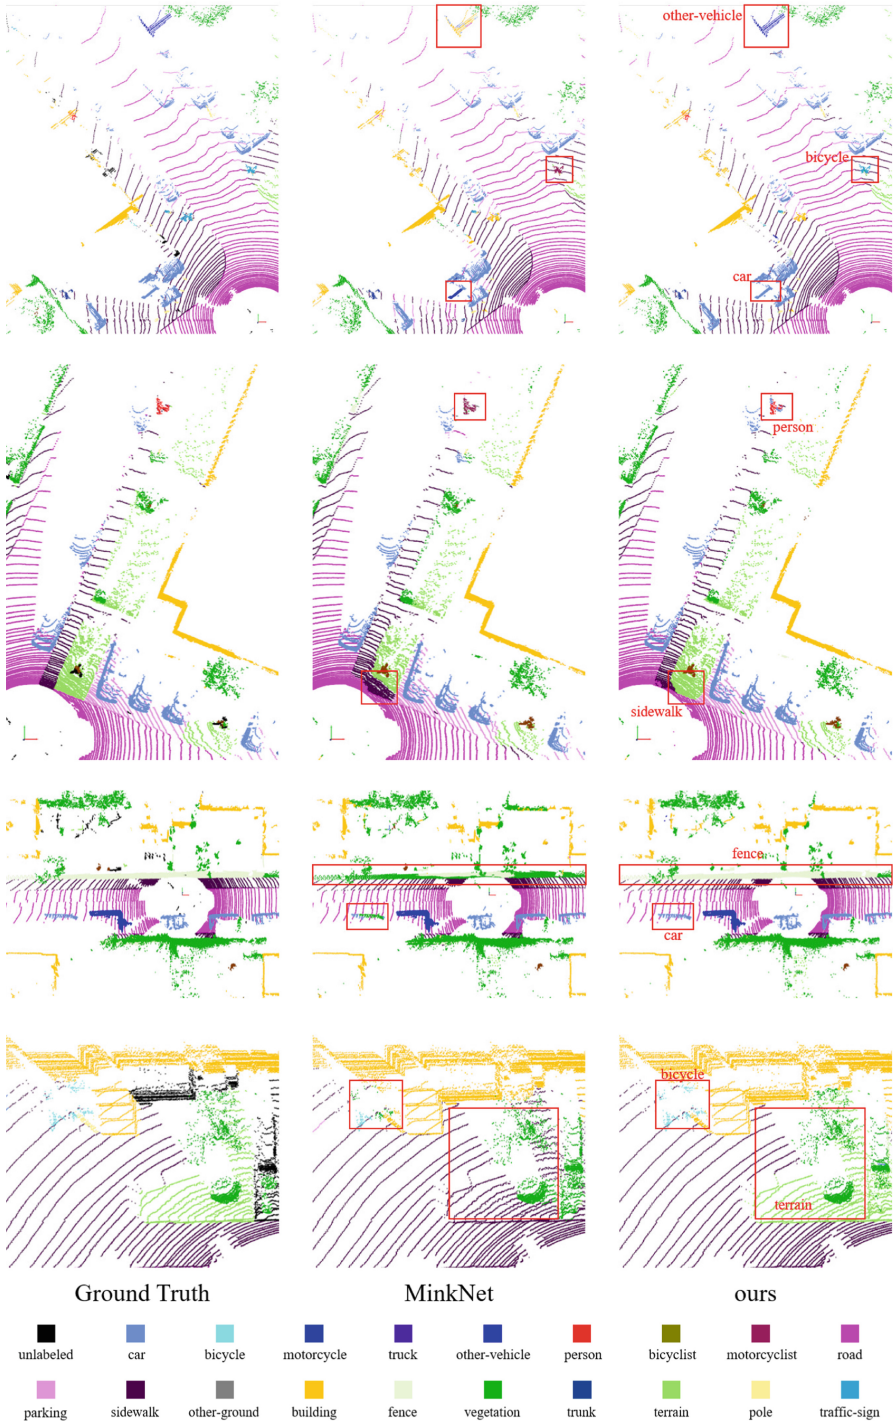 other-vehicle
bicycle
car
person
sidewalk
fence
car
bicycle
terrain
Ground Truth MinkNet ours
unlabeled car bicycle motorcycle truck other-vehicle person bicyclist motorcyclist road
parking sidewalk other-ground building fence vegetation trunk terrain pole traffic-sign